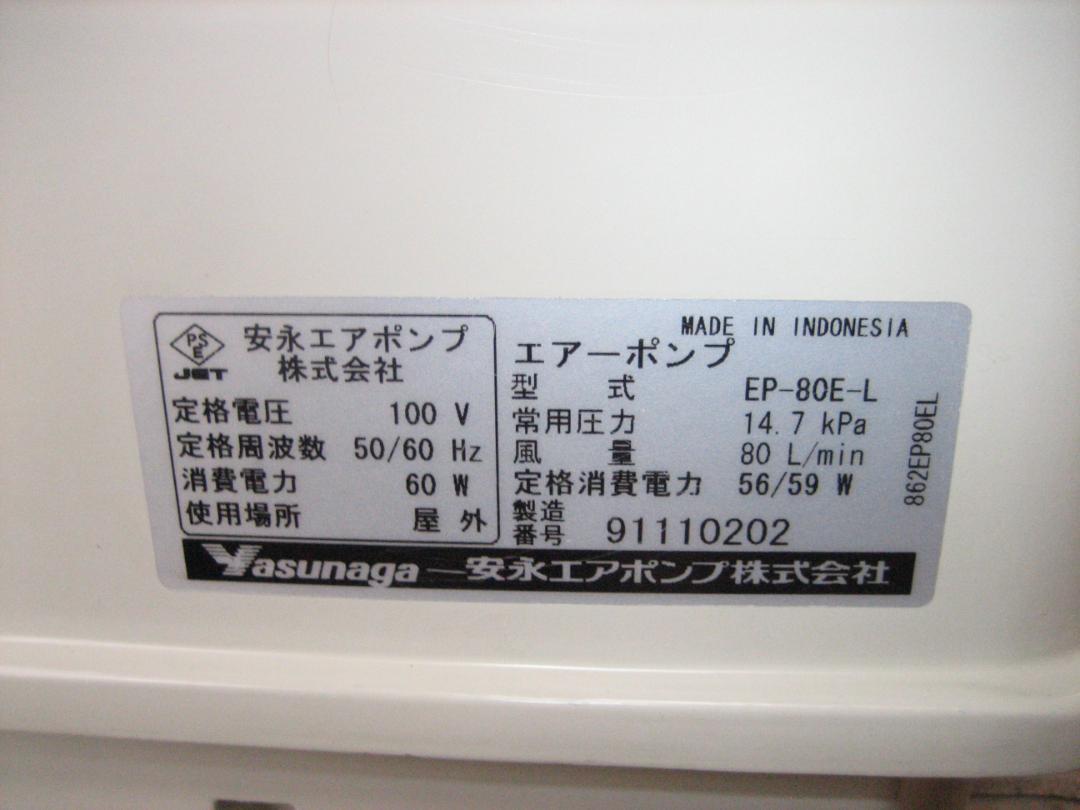 PSE
JET
安永エアポンプ
株式会社
定格電圧 100 V
定格周波数 50/60 Hz
消費電力 60 W
使用場所 屋 外
MADE IN INDONESIA
エアーポンプ
型 式 EP-80E-L
常用圧力 14.7 kPa
風 量 80 L/min
定格消費電力 56/59 W
製造
番号 91110202
862EP80EL
Yasunaga 安永エアポンプ株式会社